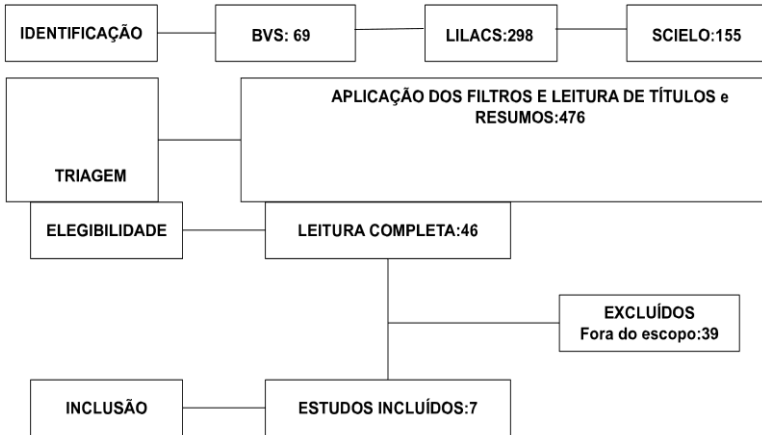 IDENTIFICAÇÃO
BVS: 69
LILACS:298
SCIELO:155
APLICAÇÃO DOS FILTROS E LEITURA DE TÍTULOS e
RESUMOS:476
TRIAGEM
ELEGIBILIDADE
LEITURA COMPLETA:46
EXCLUÍDOS
Fora do escopo:39
INCLUSÃO
ESTUDOS INCLUÍDOS:7